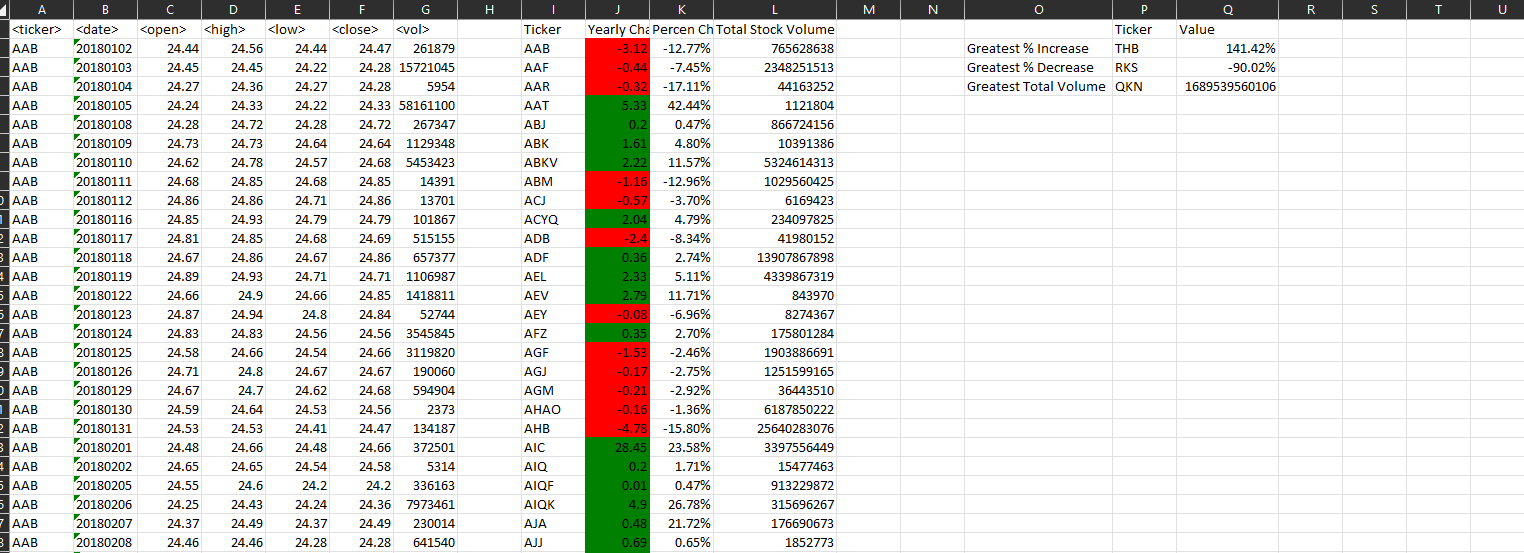 A B C D E F G H I J K L M N O P Q R S T U
<ticker> <date> <open> <high> <low> <close> <vol> Ticker Yearly Cha Percen Ch Total Stock Volume Ticker Value
AAB 20180102 24.44 24.56 24.44 24.47 261879 AAB -3.12 -12.77% 765628638 Greatest % Increase THB 141.42%
AAB 20180103 24.45 24.45 24.22 24.28 15721045 AAF -0.44 -7.45% 2348251513 Greatest % Decrease RKS -90.02%
AAB 20180104 24.27 24.36 24.27 24.28 5954 AAR -0.32 -17.11% 44163252 Greatest Total Volume QKN 1689539560106
AAB 20180105 24.24 24.33 24.22 24.33 58161100 AAT 5.33 42.44% 1121804
AAB 20180108 24.28 24.72 24.28 24.72 267347 ABJ 0.2 0.47% 866724156
AAB 20180109 24.73 24.73 24.64 24.64 1129348 ABK 1.61 4.80% 10391386
AAB 20180110 24.62 24.78 24.57 24.68 5453423 ABKV 2.22 11.57% 5324614313
AAB 20180111 24.68 24.85 24.68 24.85 14391 ABM -1.16 -12.96% 1029560425
AAB 20180112 24.86 24.86 24.71 24.86 13701 ACJ -0.57 -3.70% 6169423
AAB 20180116 24.85 24.93 24.79 24.79 101867 ACYQ 2.04 4.79% 234097825
AAB 20180117 24.81 24.85 24.68 24.69 515155 ADB -2.4 -8.34% 41980152
AAB 20180118 24.67 24.86 24.67 24.86 657377 ADF 0.36 2.74% 13907867898
AAB 20180119 24.89 24.93 24.71 24.71 1106987 AEL 2.33 5.11% 4339867319
AAB 20180122 24.66 24.9 24.66 24.85 1418811 AEV 2.79 11.71% 843970
AAB 20180123 24.87 24.94 24.8 24.84 52744 AEY -0.08 -6.96% 8274367
AAB 20180124 24.83 24.83 24.56 24.56 3545845 AFZ 0.35 2.70% 175801284
AAB 20180125 24.58 24.66 24.54 24.66 3119820 AGF -1.53 -2.46% 1903886691
AAB 20180126 24.71 24.8 24.67 24.67 190060 AGJ -0.17 -2.75% 1251599165
AAB 20180129 24.67 24.7 24.62 24.68 594904 AGM -0.21 -2.92% 36443510
AAB 20180130 24.59 24.64 24.53 24.56 2373 AHAO -0.16 -1.36% 6187850222
AAB 20180131 24.53 24.53 24.41 24.47 134187 AHB -4.78 -15.80% 25640283076
AAB 20180201 24.48 24.66 24.48 24.66 372501 AIC 28.45 23.58% 3397556449
AAB 20180202 24.65 24.65 24.54 24.58 5314 AIQ 0.2 1.71% 15477463
AAB 20180205 24.55 24.6 24.2 24.2 336163 AIQF 0.01 0.47% 913229872
AAB 20180206 24.25 24.43 24.24 24.36 7973461 AIQK 4.9 26.78% 315696267
AAB 20180207 24.37 24.49 24.37 24.49 230014 AJA 0.48 21.72% 176690673
AAB 20180208 24.46 24.46 24.28 24.28 641540 AJJ 0.69 0.65% 1852773